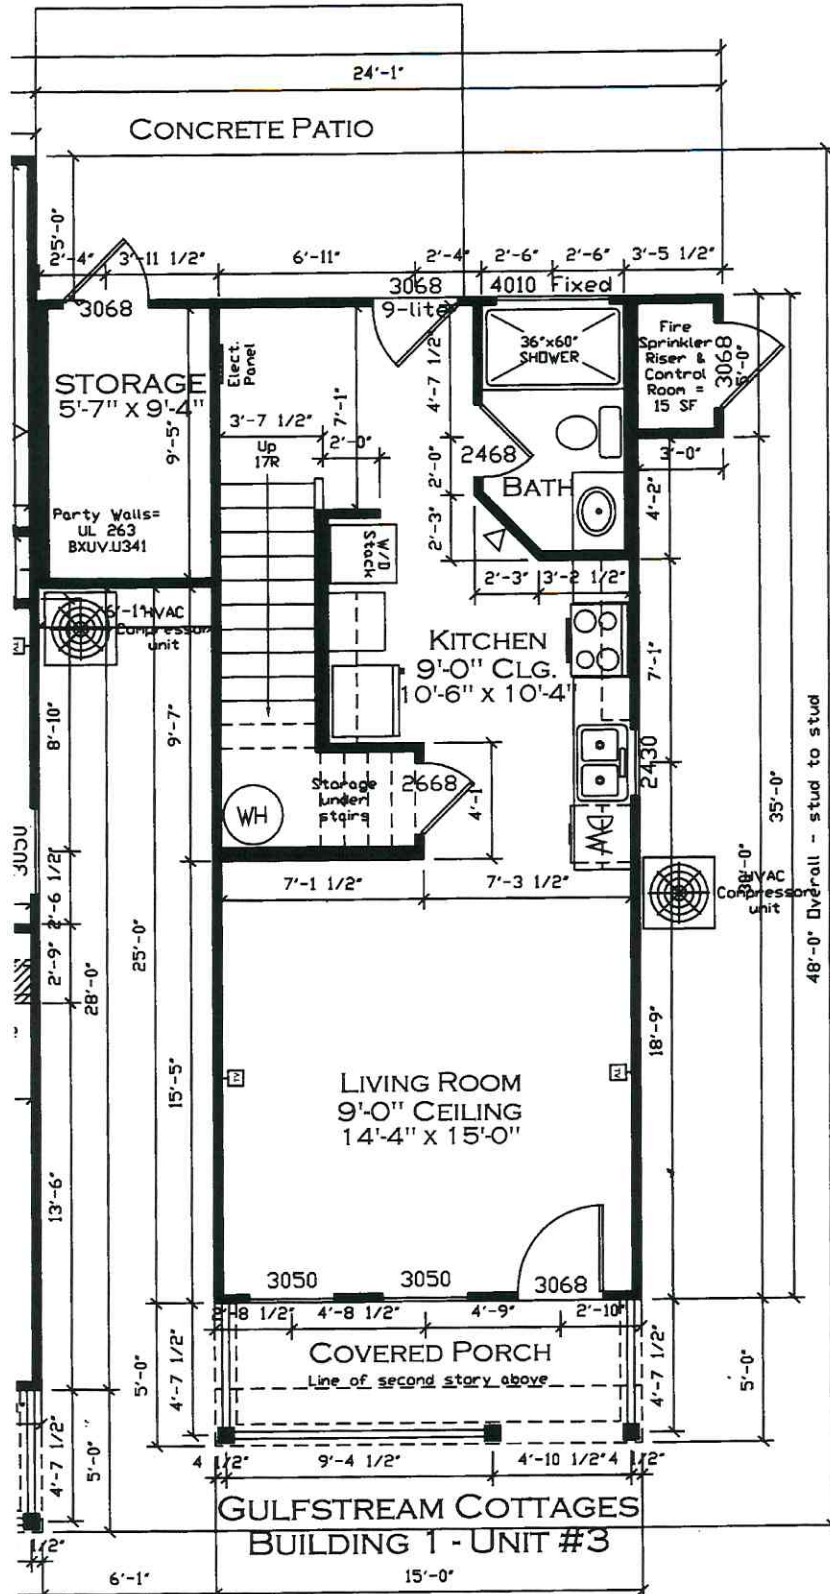 24'-1"
CONCRETE PATIO
25'-0"
2'-4"
3'-11 1/2"
6'-11"
2'-4"
2'-6"
2'-6"
3'-5 1/2"
3068
3068
9-lite
4010 Fixed
Elect.
Panel
36"x60"
SHOWER
Fire
Sprinkler
Riser &
Control
Room =
15 SF
3068
5'-0"
STORAGE
5'-7" X 9'-4"
9'-5"
3'-7 1/2"
7'-1"
4'-7 1/2"
Up
17R
2'-0"
2468
2'-0"
BATH
3'-0"
4'-2"
Party Walls=
UL 263
BXUV.U341
W/D
Stack
2'-3"
2'-3"
3'-2 1/2"
6'-1"
HVAC
Compressor
unit
KITCHEN
9'-0" CLG.
10'-6" X 10'-4"
7'-1"
8'-10"
9'-7"
2430
48'-0" Overall - stud to stud
35'-0"
Storage
under
stairs
2668
4'-1"
WH
DW
3050
2'-6 1/2"
7'-1 1/2"
7'-3 1/2"
HVAC
Compressor
unit
2'-9"
28'-0"
25'-0"
15'-5"
18'-9"
TV
TV
TV
LIVING ROOM
9'-0" CEILING
14'-4" X 15'-0"
13'-6"
3050
3050
3068
2'-8 1/2"
4'-8 1/2"
4'-9"
2'-10"
COVERED PORCH
Line of second story above
5'-0"
4'-7 1/2"
4'-7 1/2"
5'-0"
4'-7 1/2"
5'-0"
4 1/2"
9'-4 1/2"
4'-10 1/2"
4 1/2"
GULFSTREAM COTTAGES
BUILDING 1 - UNIT #3
1/2"
6'-1"
15'-0"